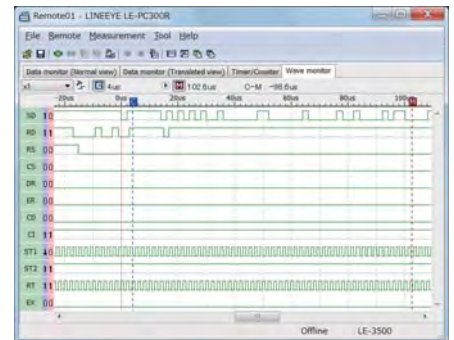 Remote01 - LINEEYE LE-PC300R
File Remote Measurement Tool Help
Data monitor (Normal view) Data monitor (Translated view) Timer/Counter Wave monitor
x1 4us 102.6us O-M -98.6us
-20us 0us 20us 40us 60us 80us 100us
SD 1 0
RD 1 1
RS 0 0
CS 0 0
DR 0 0
ER 0 0
CD 0 0
CI 1 1
ST1 0
ST2 1 1
RT 1 1
EX 0 0
Offline LE-3500